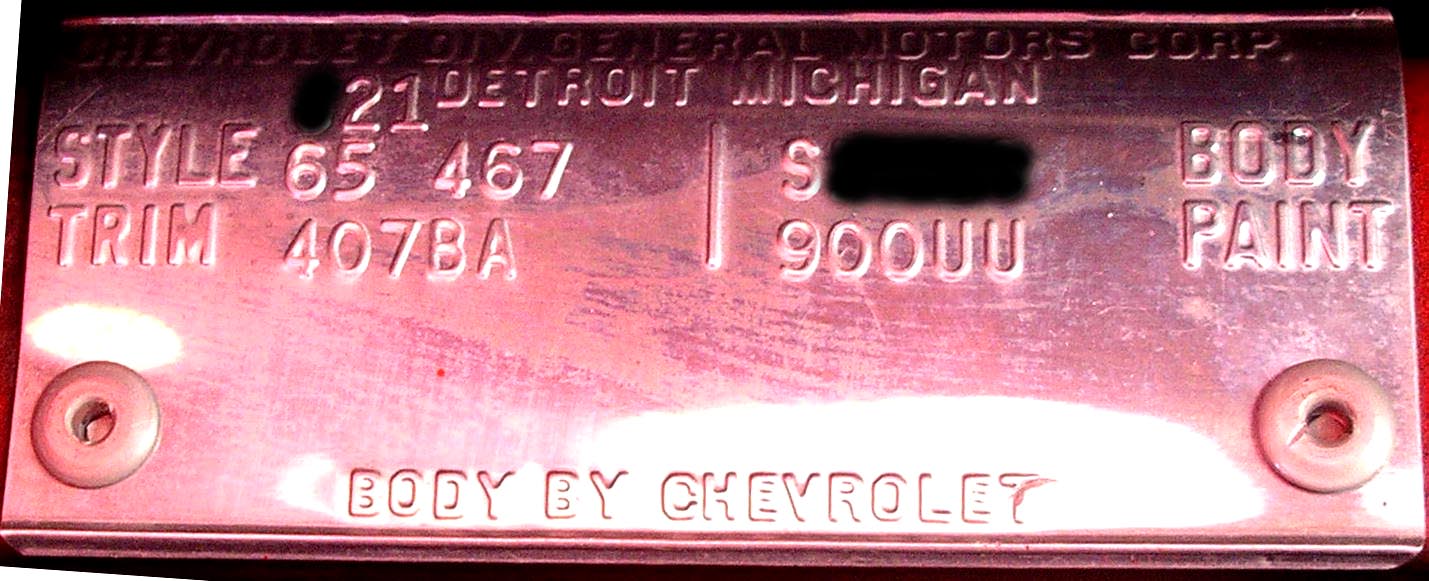 CHEVROLET DIV. GENERAL MOTORS CORP.
21 DETROIT MICHIGAN
STYLE 65 467 S BODY
TRIM 407BA 900UU PAINT
BODY BY CHEVROLET